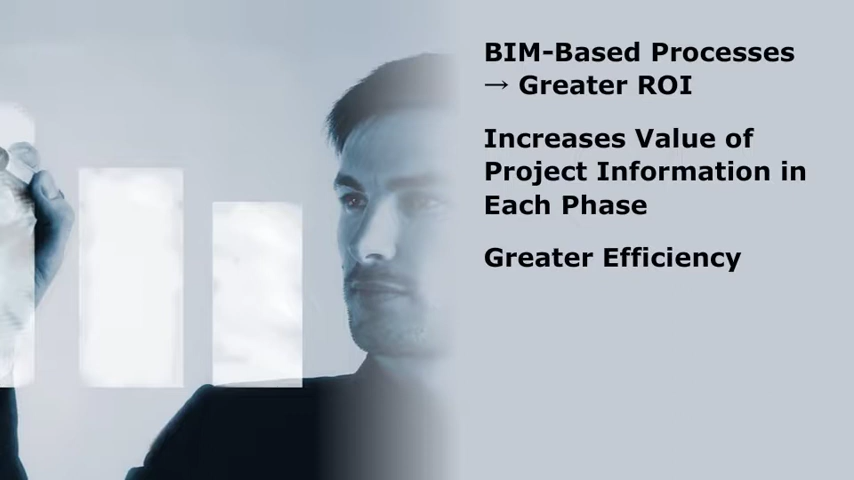 BIM-Based Processes
→ Greater ROI
Increases Value of
Project Information in
Each Phase
Greater Efficiency